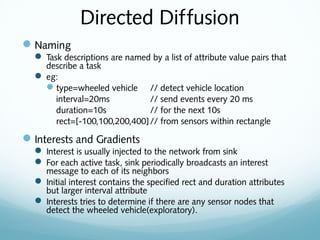 Directed Diffusion
Naming
Task descriptions are named by a list of attribute value pairs that
describe a task
eg:
type=wheeled vehicle // detect vehicle location
interval=20ms // send events every 20 ms
duration=10s // for the next 10s
rect=[-100,100,200,400] // from sensors within rectangle
Interests and Gradients
Interest is usually injected to the network from sink
For each active task, sink periodically broadcasts an interest
message to each of its neighbors
Initial interest contains the specified rect and duration attributes
but larger interval attribute
Interests tries to determine if there are any sensor nodes that
detect the wheeled vehicle(exploratory).